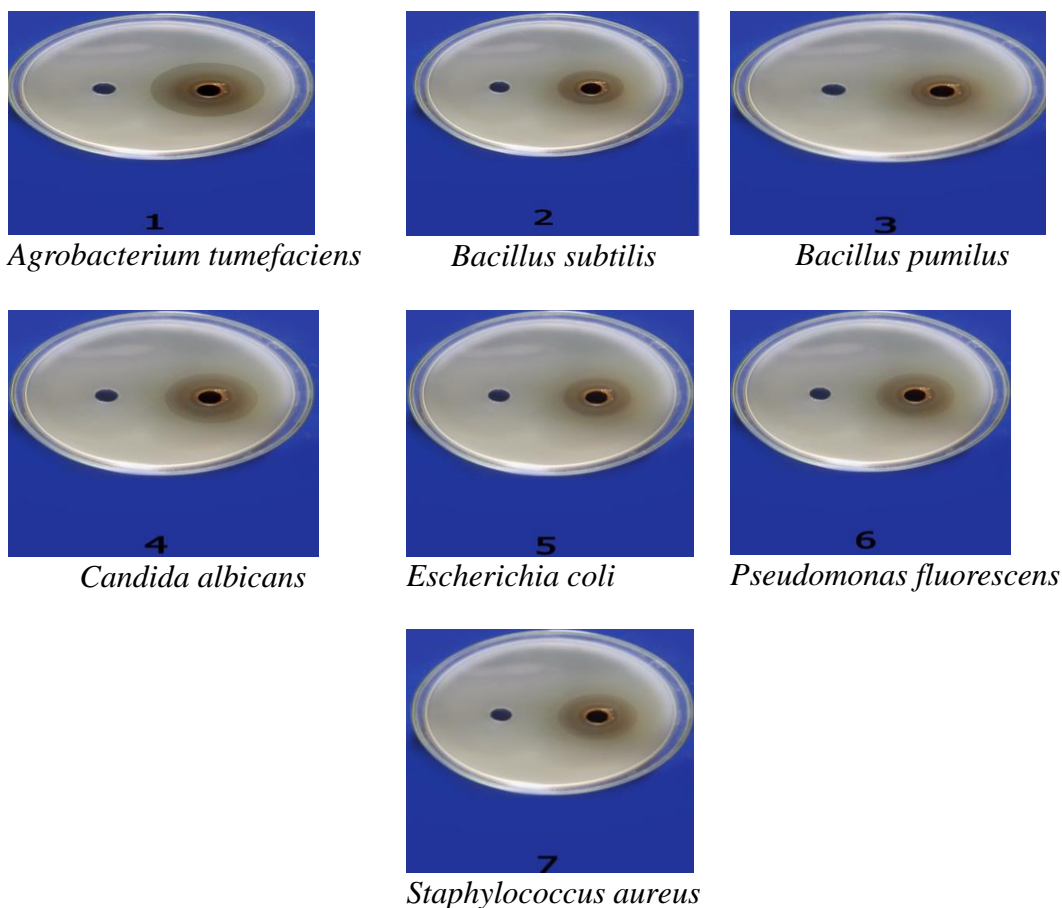 1
2
3
Agrobacterium tumefaciens
Bacillus subtilis
Bacillus pumilus
4
5
6
Candida albicans
Escherichia coli
Pseudomonas fluorescens
7
Staphylococcus aureus